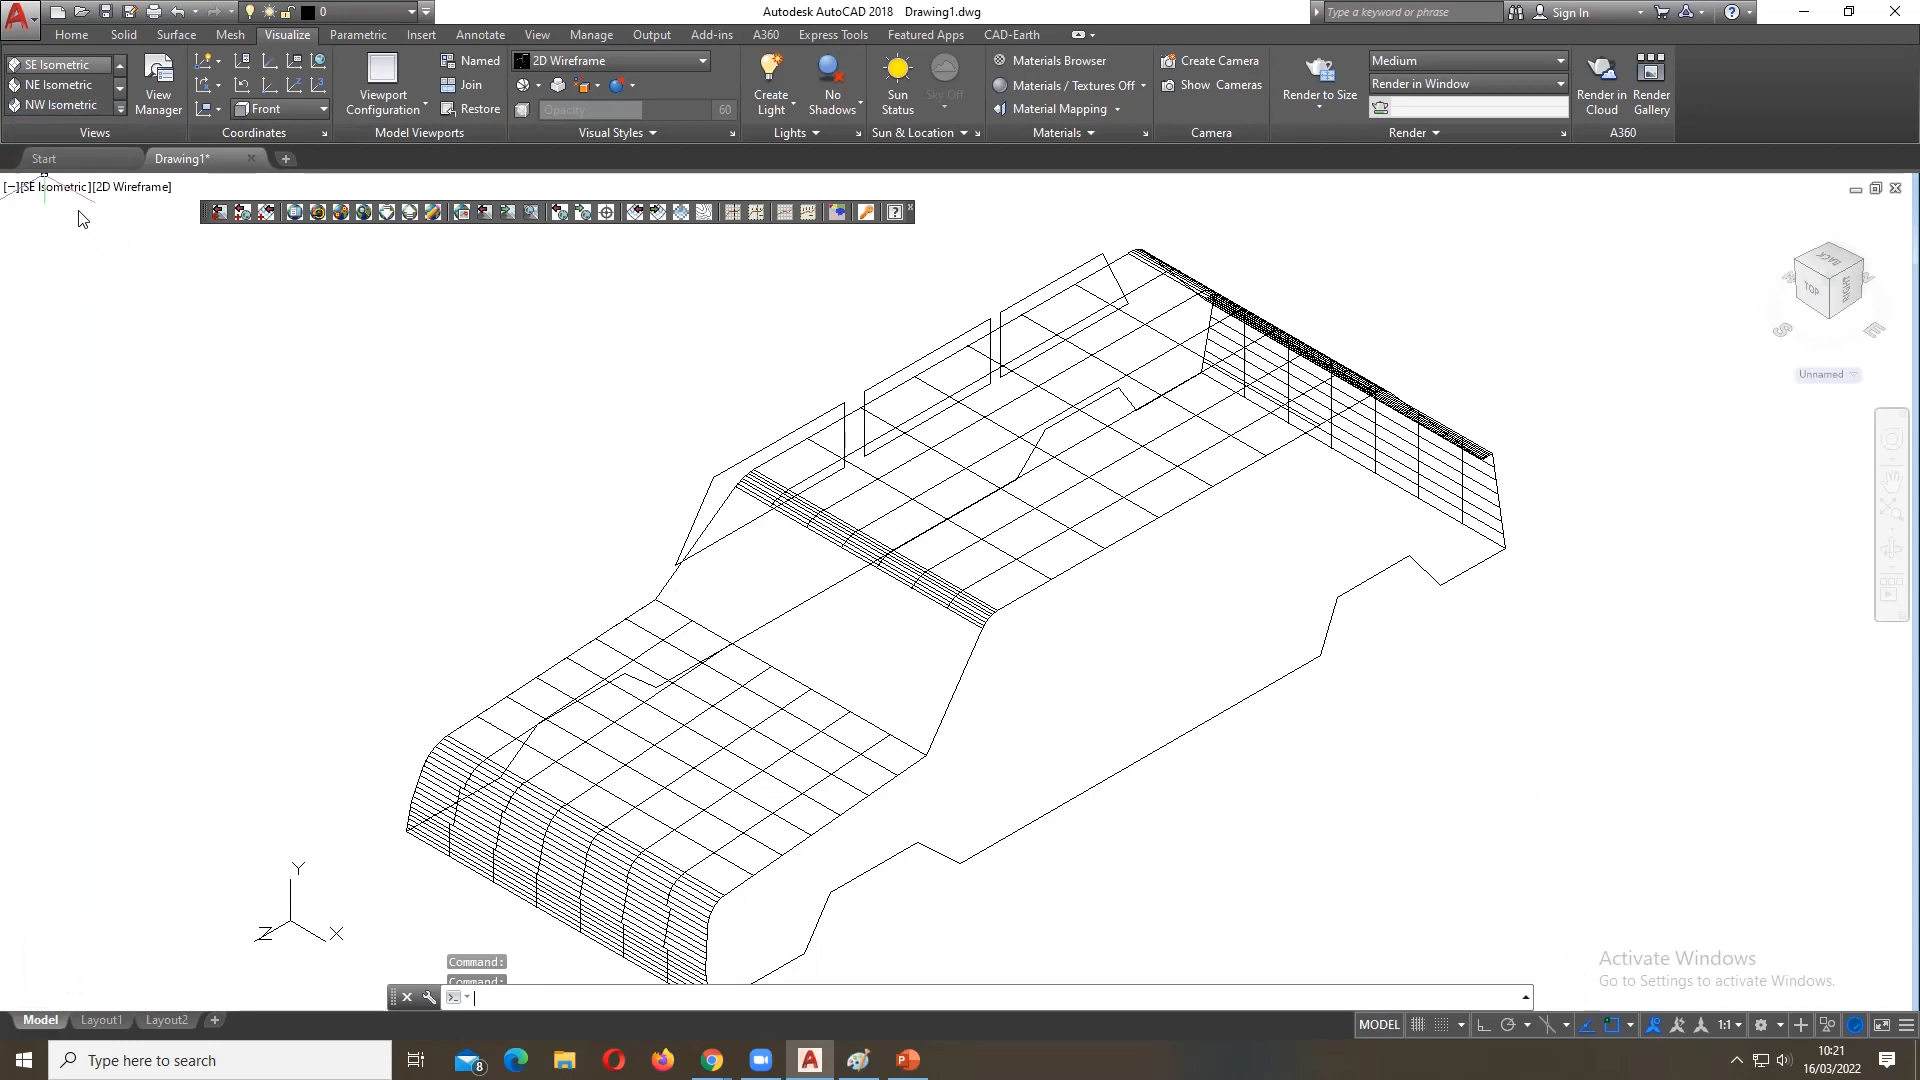 Autodesk AutoCAD 2018 Drawing1.dwg
0
Type a keyword or phrase
Sign In
Home Solid Surface Mesh Visualize Parametric Insert Annotate View Manage Output Add-ins A360 Express Tools Featured Apps CAD-Earth
SE Isometric
NE Isometric
NW Isometric
View Manager
Views
Front
Coordinates
Viewport Configuration
Named
Join
Restore
Model Viewports
2D Wireframe
Opacity 60
Visual Styles
Create Light
No Shadows
Lights
Sun Status
Sky Off
Sun & Location
Materials Browser
Materials / Textures Off
Material Mapping
Materials
Create Camera
Show Cameras
Camera
Render to Size
Medium
Render in Window
Render
Render in Cloud
Render Gallery
A360
Start
Drawing1*
[−][SE Isometric][2D Wireframe]
BACK
TOP
RIGHT
S
E
Unnamed
Y
Z
X
Command:
Command:
Activate Windows
Go to Settings to activate Windows.
Model Layout1 Layout2
MODEL
1:1
Type here to search
8
10:21
16/03/2022